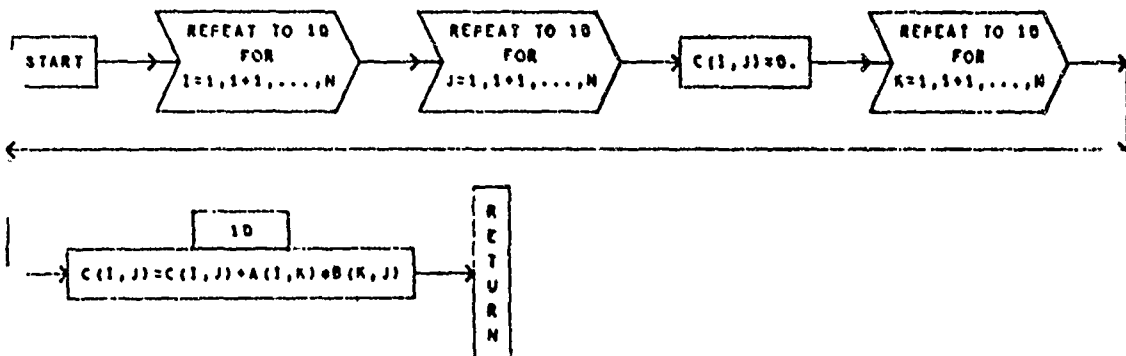 START
REPEAT TO 10
FOR
I=1,1+1,...,N
REPEAT TO 10
FOR
J=1,1+1,...,N
C(I,J)=0.
REPEAT TO 10
FOR
K=1,1+1,...,N
10
C(I,J)=C(I,J)+A(I,K)*B(K,J)
RETURN